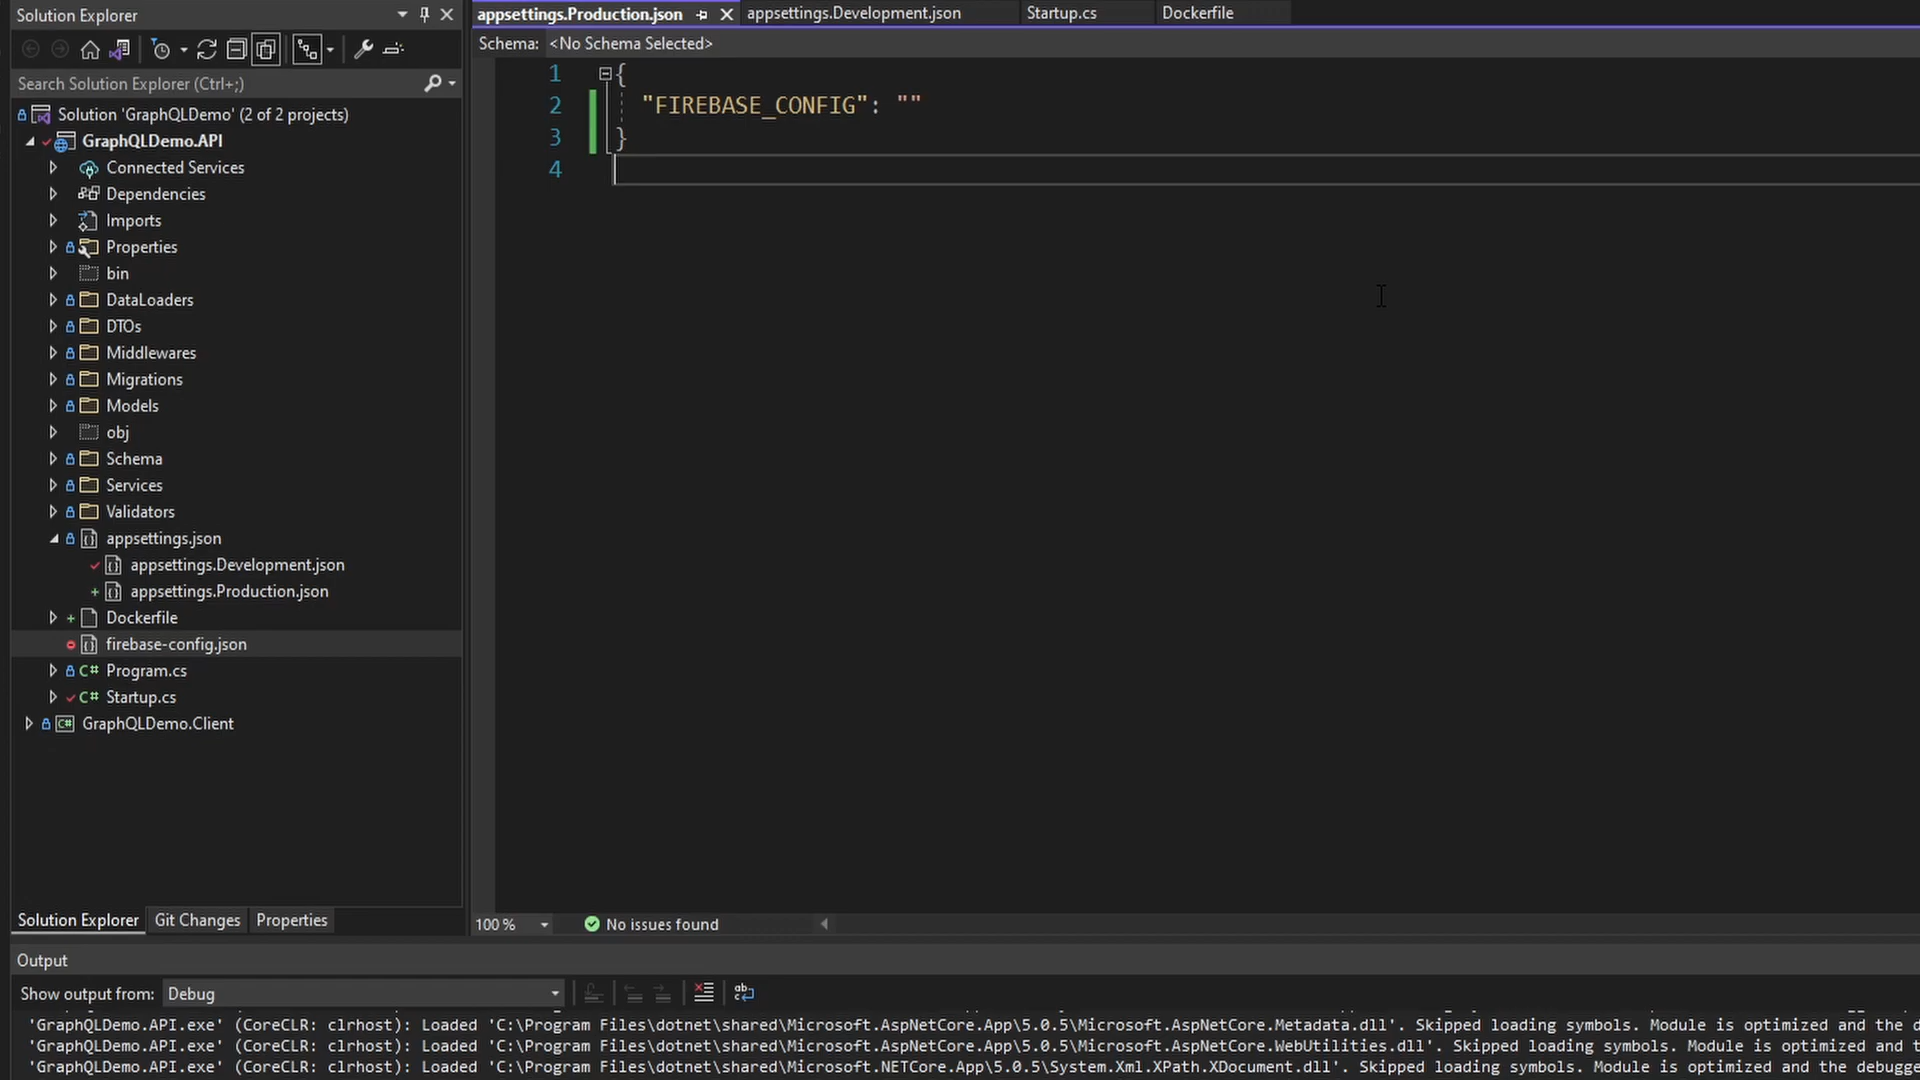 Solution Explorer
Search Solution Explorer (Ctrl+;)
Solution 'GraphQLDemo' (2 of 2 projects)
GraphQLDemo.API
Connected Services
Dependencies
Imports
Properties
bin
DataLoaders
DTOs
Middlewares
Migrations
Models
obj
Schema
Services
Validators
appsettings.json
appsettings.Development.json
appsettings.Production.json
Dockerfile
firebase-config.json
C# Program.cs
C# Startup.cs
C# GraphQLDemo.Client
Solution Explorer Git Changes Properties
appsettings.Production.json appsettings.Development.json Startup.cs Dockerfile
Schema: <No Schema Selected>
1 {
2 "FIREBASE_CONFIG": ""
3 }
4
100 % No issues found
Output
Show output from: Debug
'GraphQLDemo.API.exe' (CoreCLR: clrhost): Loaded 'C:\Program Files\dotnet\shared\Microsoft.AspNetCore.App\5.0.5\Microsoft.AspNetCore.Metadata.dll'. Skipped loading symbols. Module is optimized and the d
'GraphQLDemo.API.exe' (CoreCLR: clrhost): Loaded 'C:\Program Files\dotnet\shared\Microsoft.AspNetCore.App\5.0.5\Microsoft.AspNetCore.WebUtilities.dll'. Skipped loading symbols. Module is optimized and t
'GraphQLDemo.API.exe' (CoreCLR: clrhost): Loaded 'C:\Program Files\dotnet\shared\Microsoft.NETCore.App\5.0.5\System.Xml.XPath.XDocument.dll'. Skipped loading symbols. Module is optimized and the debugge